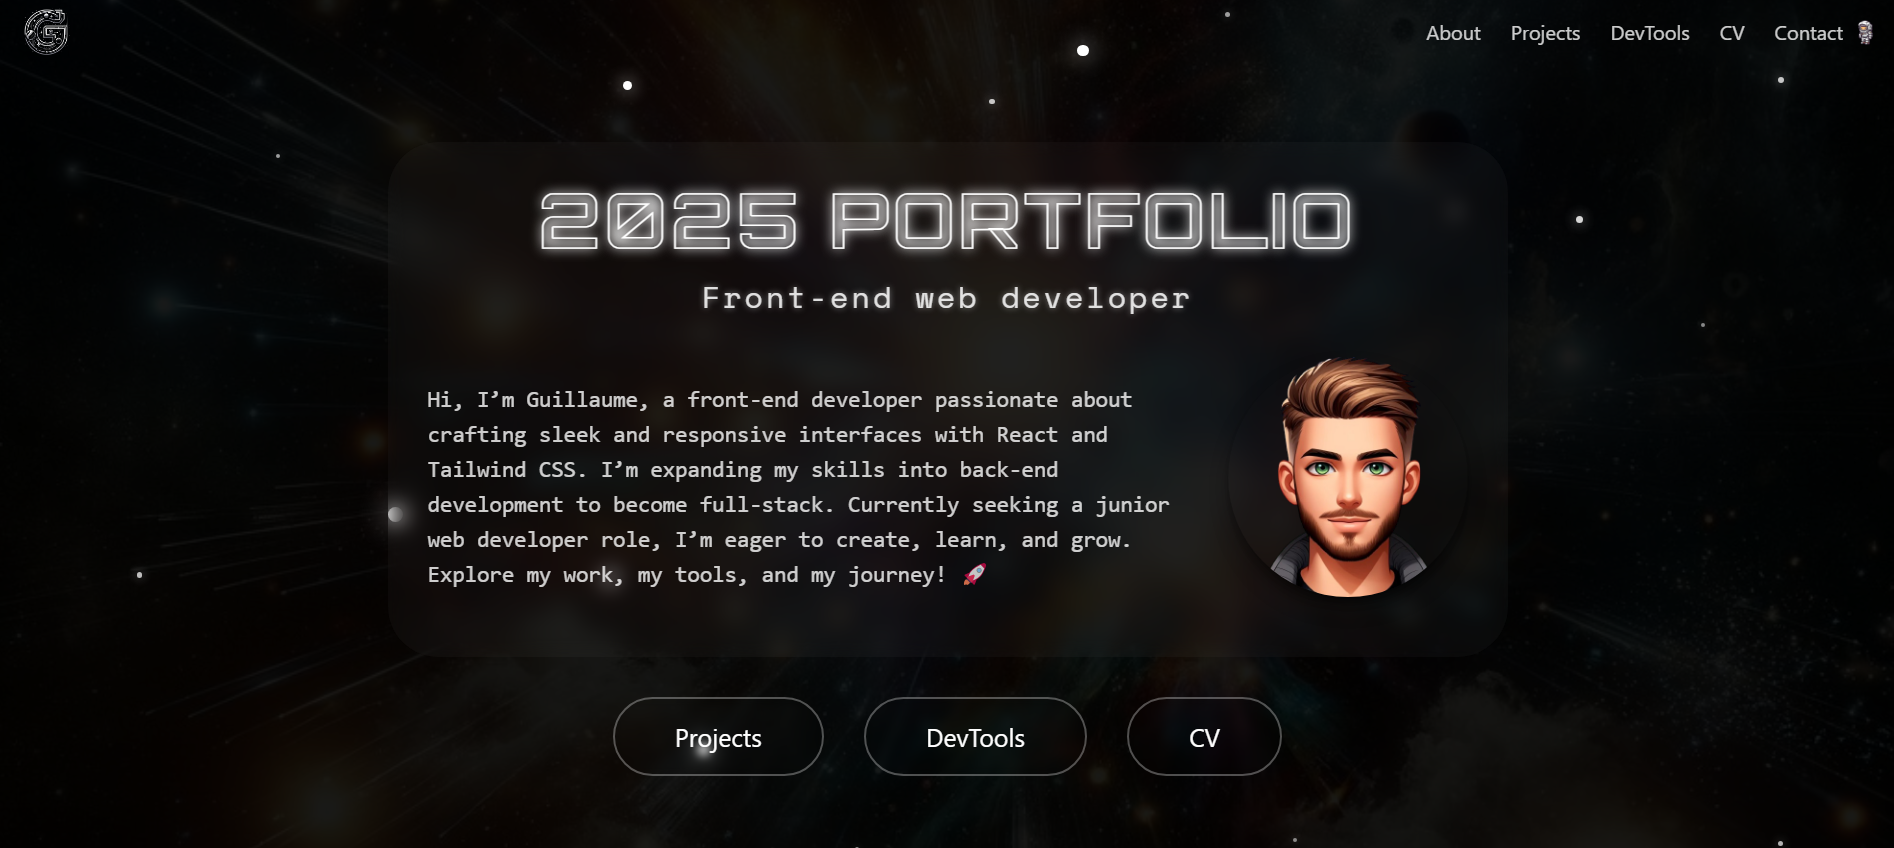 G
About Projects DevTools CV Contact
2025 PORTFOLIO
Front-end web developer
Hi, I’m Guillaume, a front-end developer passionate about
crafting sleek and responsive interfaces with React and
Tailwind CSS. I’m expanding my skills into back-end
development to become full-stack. Currently seeking a junior
web developer role, I’m eager to create, learn, and grow.
Explore my work, my tools, and my journey! 🚀
Projects DevTools CV